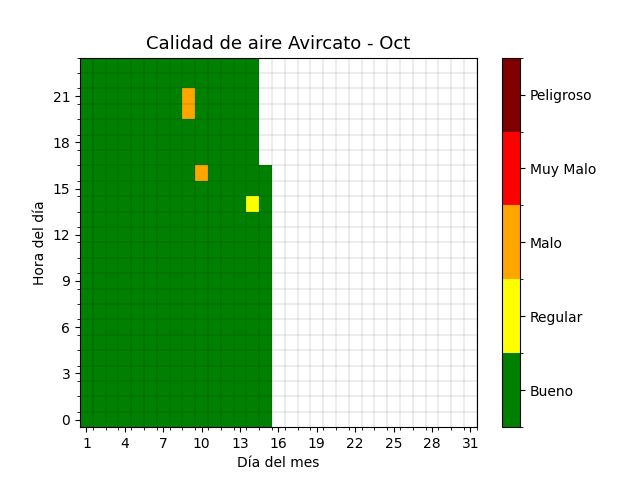 Calidad de aire Avircato - Oct
Hora del día
21
18
15
12
9
6
3
0
1 4 7 10 13 16 19 22 25 28 31
Día del mes
Peligroso
Muy Malo
Malo
Regular
Bueno